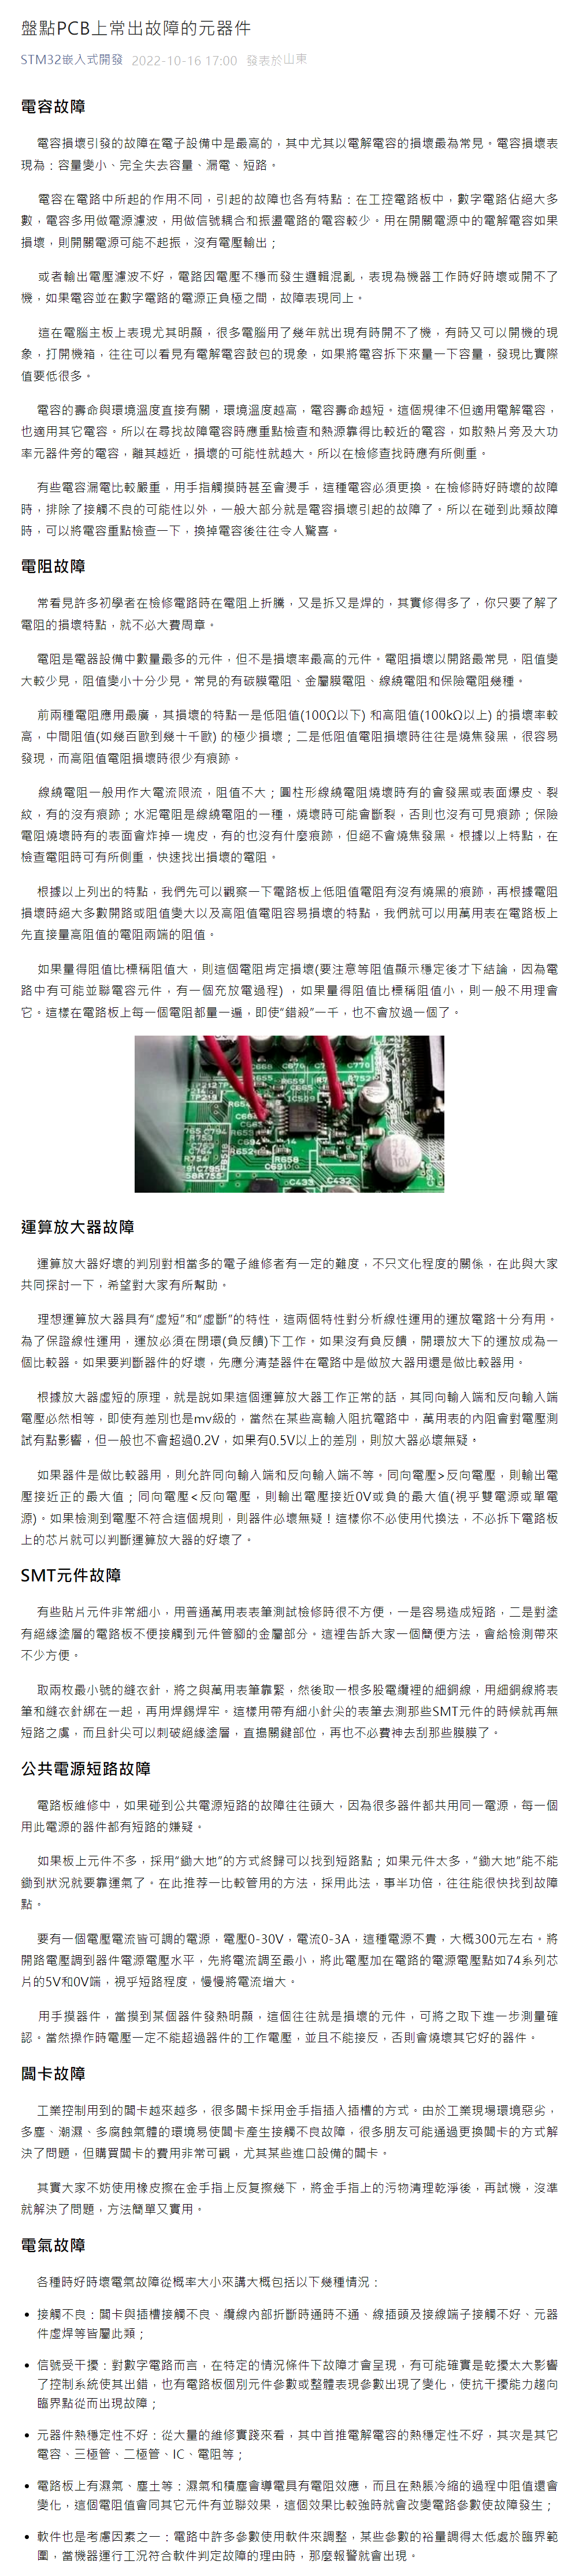 盤點PCB上常出故障的元器件
STM32嵌入式開發 2022-10-16 17:00 發表於山東
電容故障
電容損壞引發的故障在電子設備中是最高的，其中尤其以電解電容的損壞最為常見。電容損壞表
現為：容量變小、完全失去容量、漏電、短路。
電容在電路中所起的作用不同，引起的故障也各有特點：在工控電路板中，數字電路佔絕大多
數，電容多用做電源濾波，用做信號耦合和振盪電路的電容較少。用在開關電源中的電解電容如果
損壞，則開關電源可能不起振，沒有電壓輸出；
或者輸出電壓濾波不好，電路因電壓不穩而發生邏輯混亂，表現為機器工作時好時壞或開不了
機，如果電容並在數字電路的電源正負極之間，故障表現同上。
這在電腦主板上表現尤其明顯，很多電腦用了幾年就出現有時開不了機，有時又可以開機的現
象，打開機箱，往往可以看見有電解電容鼓包的現象，如果將電容拆下來量一下容量，發現比實際
值要低很多。
電容的壽命與環境溫度直接有關，環境溫度越高，電容壽命越短。這個規律不但適用電解電容，
也適用其它電容。所以在尋找故障電容時應重點檢查和熱源靠得比較近的電容，如散熱片旁及大功
率元器件旁的電容，離其越近，損壞的可能性就越大。所以在檢修查找時應有所側重。
有些電容漏電比較嚴重，用手指觸摸時甚至會燙手，這種電容必須更換。在檢修時好時壞的故障
時，排除了接觸不良的可能性以外，一般大部分就是電容損壞引起的故障了。所以在碰到此類故障
時，可以將電容重點檢查一下，換掉電容後往往令人驚喜。
電阻故障
常看見許多初學者在檢修電路時在電阻上折騰，又是拆又是焊的，其實修得多了，你只要了解了
電阻的損壞特點，就不必大費周章。
電阻是電器設備中數量最多的元件，但不是損壞率最高的元件。電阻損壞以開路最常見，阻值變
大較少見，阻值變小十分少見。常見的有碳膜電阻、金屬膜電阻、線繞電阻和保險電阻幾種。
前兩種電阻應用最廣，其損壞的特點一是低阻值(100Ω以下) 和高阻值(100kΩ以上) 的損壞率較
高，中間阻值(如幾百歐到幾十千歐) 的極少損壞；二是低阻值電阻損壞時往往是燒焦發黑，很容易
發現，而高阻值電阻損壞時很少有痕跡。
線繞電阻一般用作大電流限流，阻值不大；圓柱形線繞電阻燒壞時有的會發黑或表面爆皮、裂
紋，有的沒有痕跡；水泥電阻是線繞電阻的一種，燒壞時可能會斷裂，否則也沒有可見痕跡；保險
電阻燒壞時有的表面會炸掉一塊皮，有的也沒有什麼痕跡，但絕不會燒焦發黑。根據以上特點，在
檢查電阻時可有所側重，快速找出損壞的電阻。
根據以上列出的特點，我們先可以觀察一下電路板上低阻值電阻有沒有燒黑的痕跡，再根據電阻
損壞時絕大多數開路或阻值變大以及高阻值電阻容易損壞的特點，我們就可以用萬用表在電路板上
先直接量高阻值的電阻兩端的阻值。
如果量得阻值比標稱阻值大，則這個電阻肯定損壞(要注意等阻值顯示穩定後才下結論，因為電
路中有可能並聯電容元件，有一個充放電過程) ，如果量得阻值比標稱阻值小，則一般不用理會
它。這樣在電路板上每一個電阻都量一遍，即使“錯殺”一千，也不會放過一個了。
運算放大器故障
運算放大器好壞的判別對相當多的電子維修者有一定的難度，不只文化程度的關係，在此與大家
共同探討一下，希望對大家有所幫助。
理想運算放大器具有“虛短”和“虛斷”的特性，這兩個特性對分析線性運用的運放電路十分有用。
為了保證線性運用，運放必須在閉環(負反饋)下工作。如果沒有負反饋，開環放大下的運放成為一
個比較器。如果要判斷器件的好壞，先應分清楚器件在電路中是做放大器用還是做比較器用。
根據放大器虛短的原理，就是說如果這個運算放大器工作正常的話，其同向輸入端和反向輸入端
電壓必然相等，即使有差別也是mv級的，當然在某些高輸入阻抗電路中，萬用表的內阻會對電壓測
試有點影響，但一般也不會超過0.2V，如果有0.5V以上的差別，則放大器必壞無疑。
如果器件是做比較器用，則允許同向輸入端和反向輸入端不等。同向電壓>反向電壓，則輸出電
壓接近正的最大值；同向電壓<反向電壓，則輸出電壓接近0V或負的最大值(視乎雙電源或單電
源)。如果檢測到電壓不符合這個規則，則器件必壞無疑！這樣你不必使用代換法，不必拆下電路板
上的芯片就可以判斷運算放大器的好壞了。
SMT元件故障
有些貼片元件非常細小，用普通萬用表表筆測試檢修時很不方便，一是容易造成短路，二是對塗
有絕緣塗層的電路板不便接觸到元件管腳的金屬部分。這裡告訴大家一個簡便方法，會給檢測帶來
不少方便。
取兩枚最小號的縫衣針，將之與萬用表筆靠緊，然後取一根多股電纜裡的細銅線，用細銅線將表
筆和縫衣針綁在一起，再用焊錫焊牢。這樣用帶有細小針尖的表筆去測那些SMT元件的時候就再無
短路之虞，而且針尖可以刺破絕緣塗層，直搗關鍵部位，再也不必費神去刮那些膜膜了。
公共電源短路故障
電路板維修中，如果碰到公共電源短路的故障往往頭大，因為很多器件都共用同一電源，每一個
用此電源的器件都有短路的嫌疑。
如果板上元件不多，採用“鋤大地”的方式終歸可以找到短路點；如果元件太多，“鋤大地”能不能
鋤到狀況就要靠運氣了。在此推荐一比較管用的方法，採用此法，事半功倍，往往能很快找到故障
點。
要有一個電壓電流皆可調的電源，電壓0-30V，電流0-3A，這種電源不貴，大概300元左右。將
開路電壓調到器件電源電壓水平，先將電流調至最小，將此電壓加在電路的電源電壓點如74系列芯
片的5V和0V端，視乎短路程度，慢慢將電流增大。
用手摸器件，當摸到某個器件發熱明顯，這個往往就是損壞的元件，可將之取下進一步測量確
認。當然操作時電壓一定不能超過器件的工作電壓，並且不能接反，否則會燒壞其它好的器件。
闆卡故障
工業控制用到的闆卡越來越多，很多闆卡採用金手指插入插槽的方式。由於工業現場環境惡劣，
多塵、潮濕、多腐蝕氣體的環境易使闆卡產生接觸不良故障，很多朋友可能通過更換闆卡的方式解
決了問題，但購買闆卡的費用非常可觀，尤其某些進口設備的闆卡。
其實大家不妨使用橡皮擦在金手指上反复擦幾下，將金手指上的污物清理乾淨後，再試機，沒準
就解決了問題，方法簡單又實用。
電氣故障
各種時好時壞電氣故障從概率大小來講大概包括以下幾種情況：
• 接觸不良：闆卡與插槽接觸不良、纜線內部折斷時通時不通、線插頭及接線端子接觸不好、元器
件虛焊等皆屬此類；
• 信號受干擾：對數字電路而言，在特定的情況條件下故障才會呈現，有可能確實是乾擾太大影響
了控制系統使其出錯，也有電路板個別元件參數或整體表現參數出現了變化，使抗干擾能力趨向
臨界點從而出現故障；
• 元器件熱穩定性不好：從大量的維修實踐來看，其中首推電解電容的熱穩定性不好，其次是其它
電容、三極管、二極管、IC、電阻等；
• 電路板上有濕氣、塵土等：濕氣和積塵會導電具有電阻效應，而且在熱脹冷縮的過程中阻值還會
變化，這個電阻值會同其它元件有並聯效果，這個效果比較強時就會改變電路參數使故障發生；
• 軟件也是考慮因素之一：電路中許多參數使用軟件來調整，某些參數的裕量調得太低處於臨界範
圍，當機器運行工況符合軟件判定故障的理由時，那麼報警就會出現。